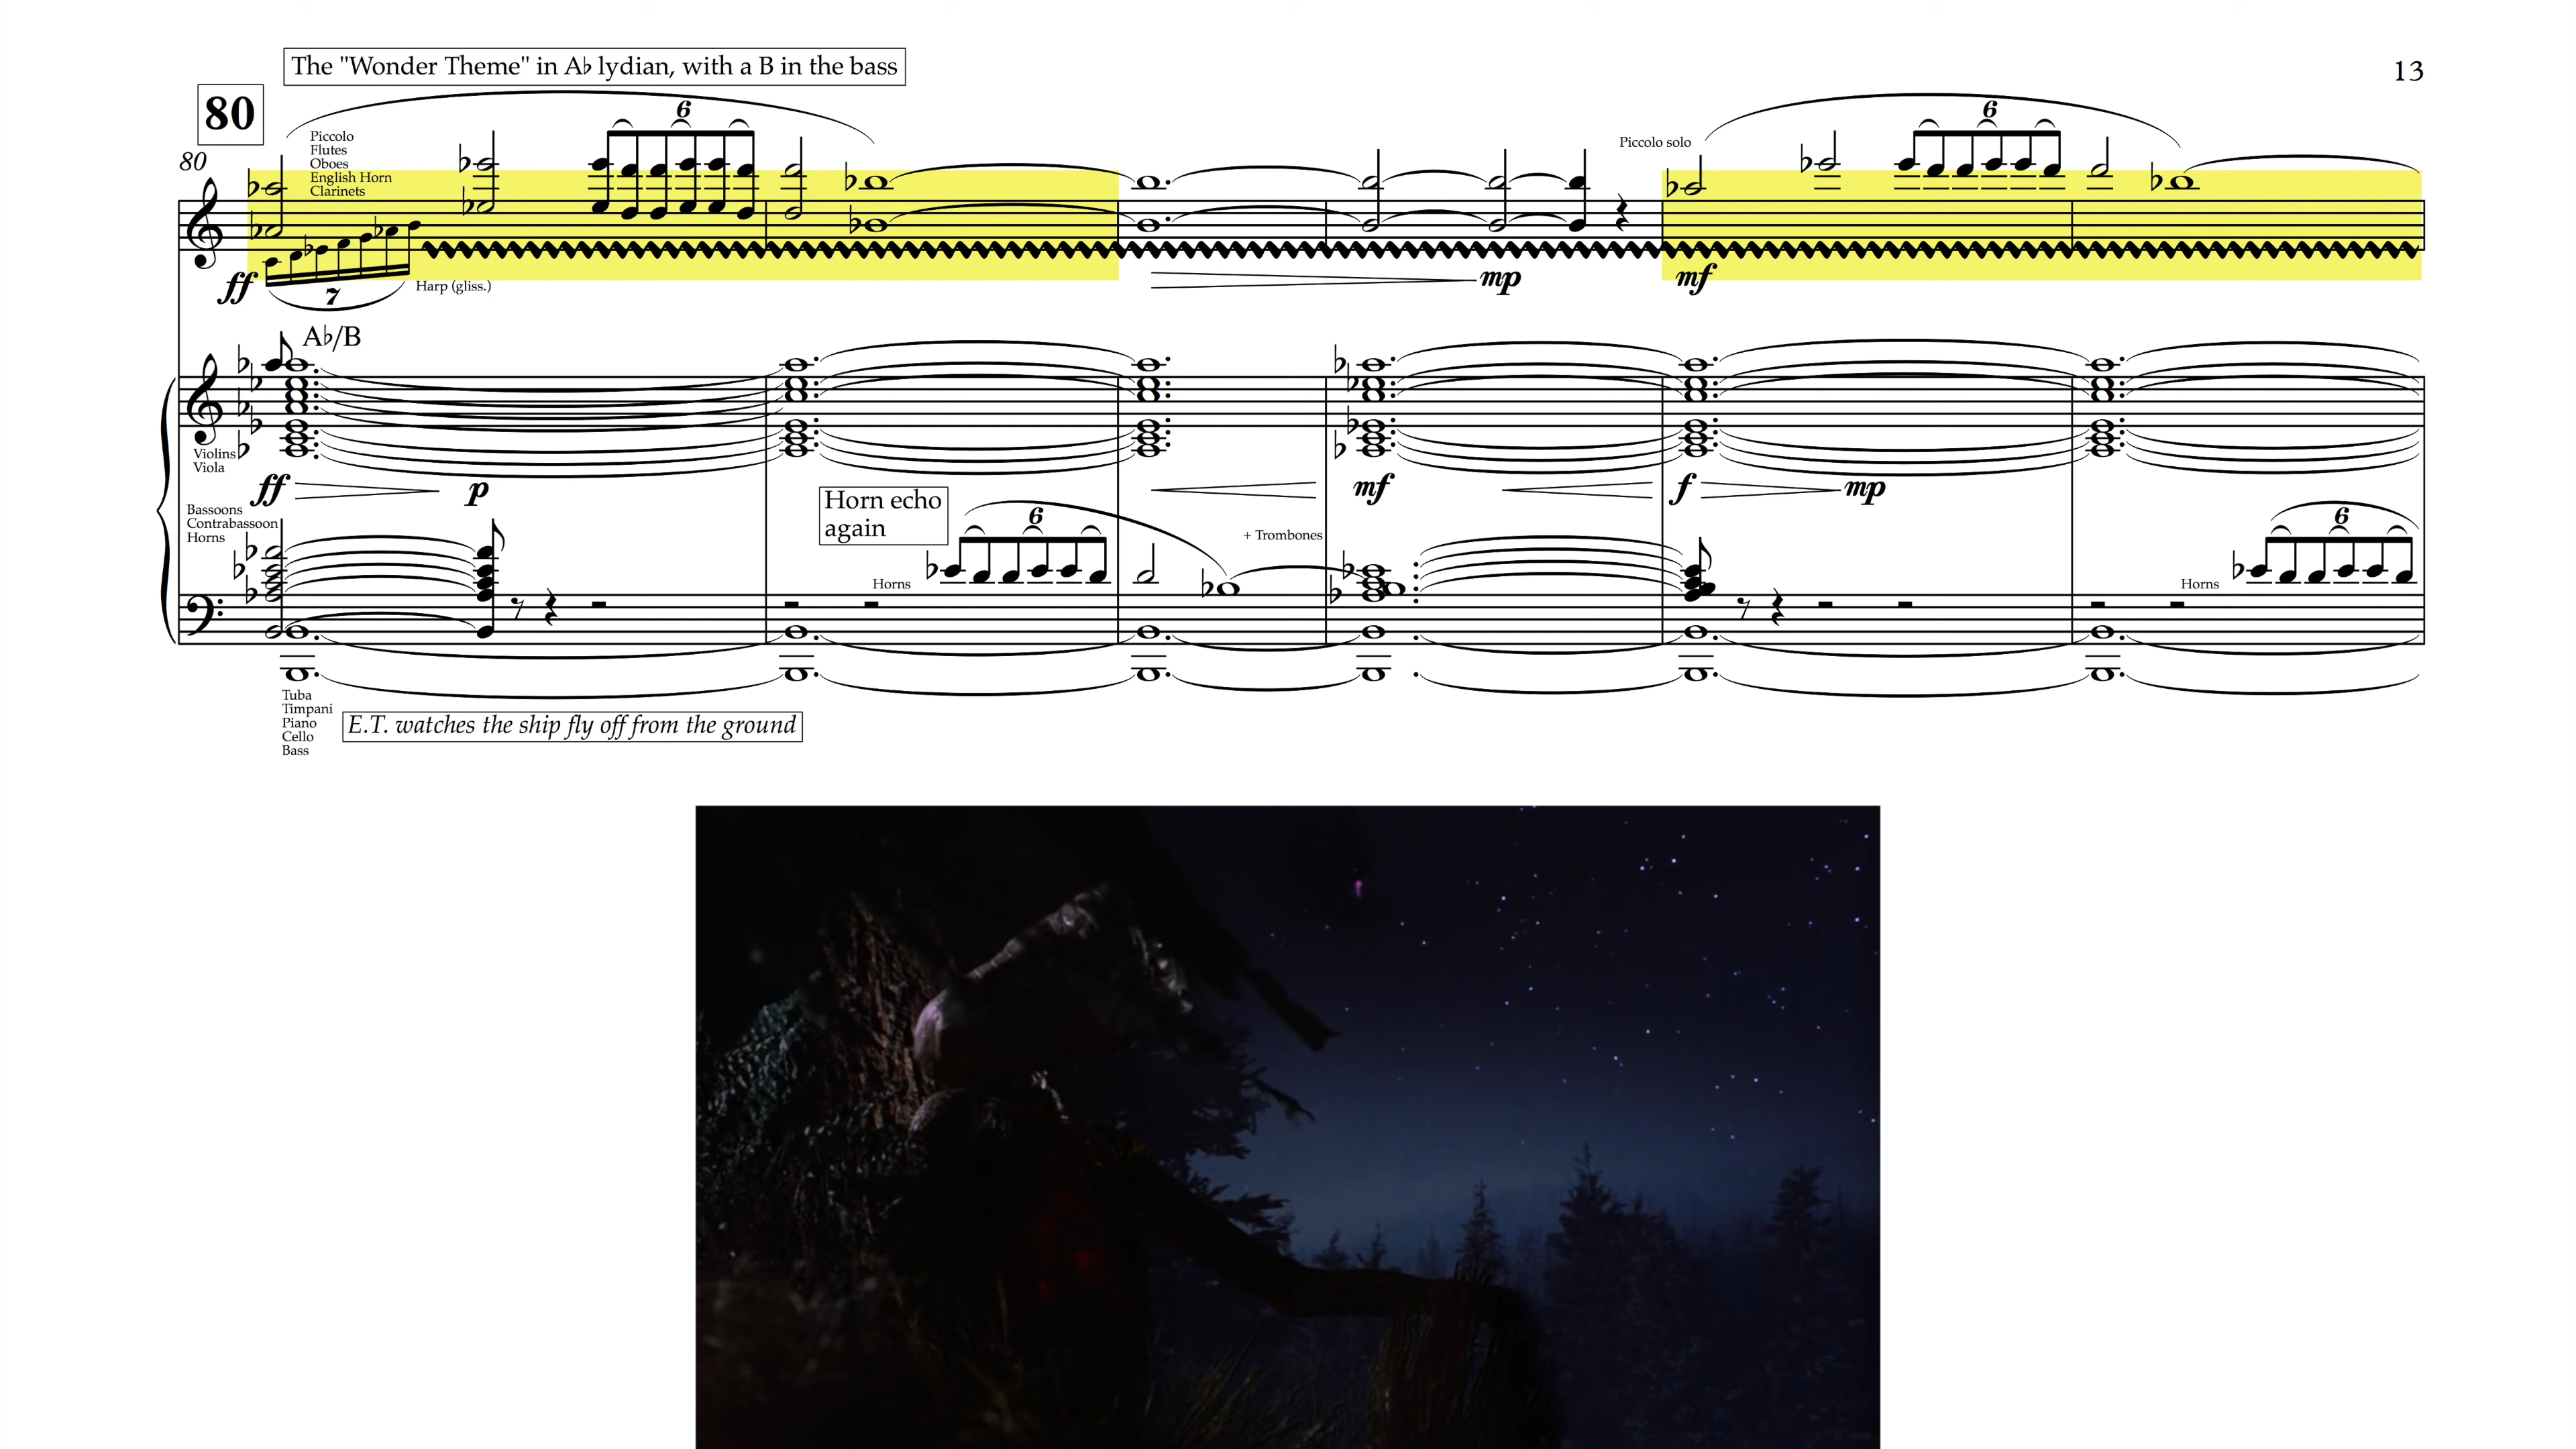 The "Wonder Theme" in A♭ lydian, with a B in the bass
13
80
80
Piccolo
Flutes
Oboes
English Horn
Clarinets
6
6
Piccolo solo
ff
7
Harp (gliss.)
mp
mf
A♭/B
Violins
Viola
ff
p
mf
f
mp
Bassoons
Contrabassoon
Horns
Horn echo
again
6
+ Trombones
6
Horns
Horns
Tuba
Timpani
Piano
Cello
Bass
E.T. watches the ship fly off from the ground